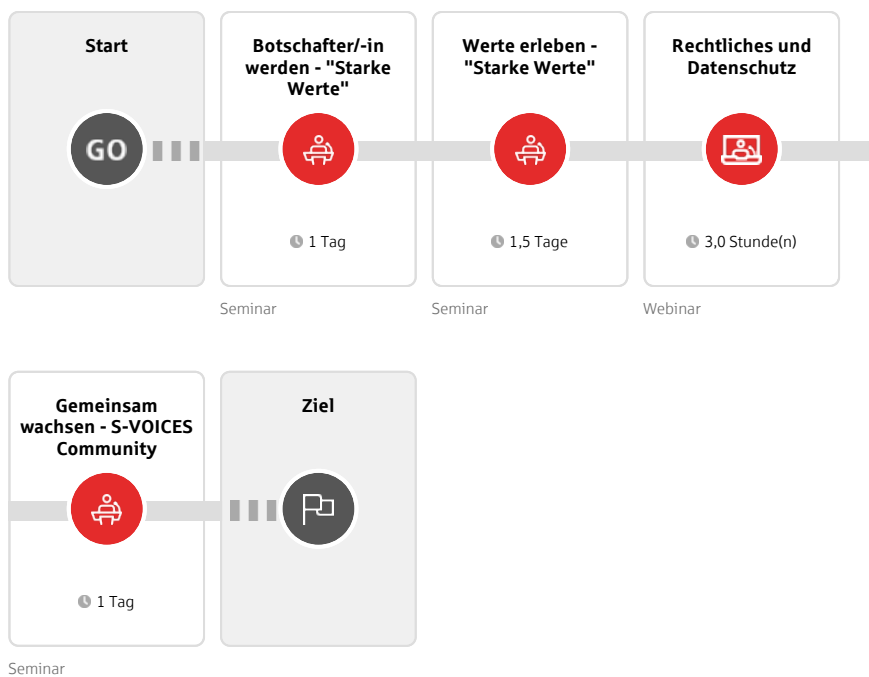 Start
Botschafter/-in
werden - "Starke
Werte"
Werte erleben -
"Starke Werte"
Rechtliches und
Datenschutz
GO
1 Tag
1,5 Tage
3,0 Stunde(n)
Seminar
Seminar
Webinar
Gemeinsam
wachsen - S-VOICES
Community
Ziel
1 Tag
Seminar